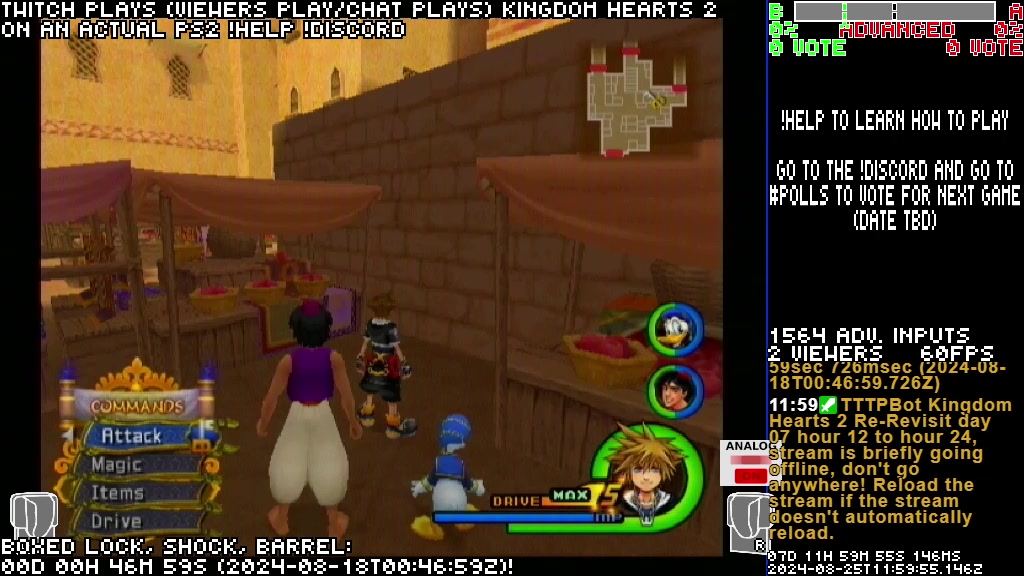 TWITCH PLAYS (VIEWERS PLAY/CHAT PLAYS) KINGDOM HEARTS 2
ON AN ACTUAL PS2 !HELP !DISCORD
B
A
0%
ADVANCED
0%
0 VOTE
0 VOTE
!HELP TO LEARN HOW TO PLAY
GO TO THE !DISCORD AND GO TO
#POLLS TO VOTE FOR NEXT GAME
(DATE TBD)
1564 ADV. INPUTS
2 VIEWERS 60FPS
59sec 726msec (2024-08-
18T00:46:59.726Z)
11:59 TTTPBot Kingdom
Hearts 2 Re-Revisit day
07 hour 12 to hour 24,
stream is briefly going
offline, don't go
anywhere! Reload the
stream if the stream
doesn't automatically
reload.
07D 11H 59M 55S 146MS
2024-08-25T11:59:55.146Z
COMMANDS
Attack
Magic
Items
Drive
DRIVE MAX 5
MP
ANALOG
R
BOXED LOCK, SHOCK, BARREL:
00D 00H 46M 59S (2024-08-18T00:46:59Z)!